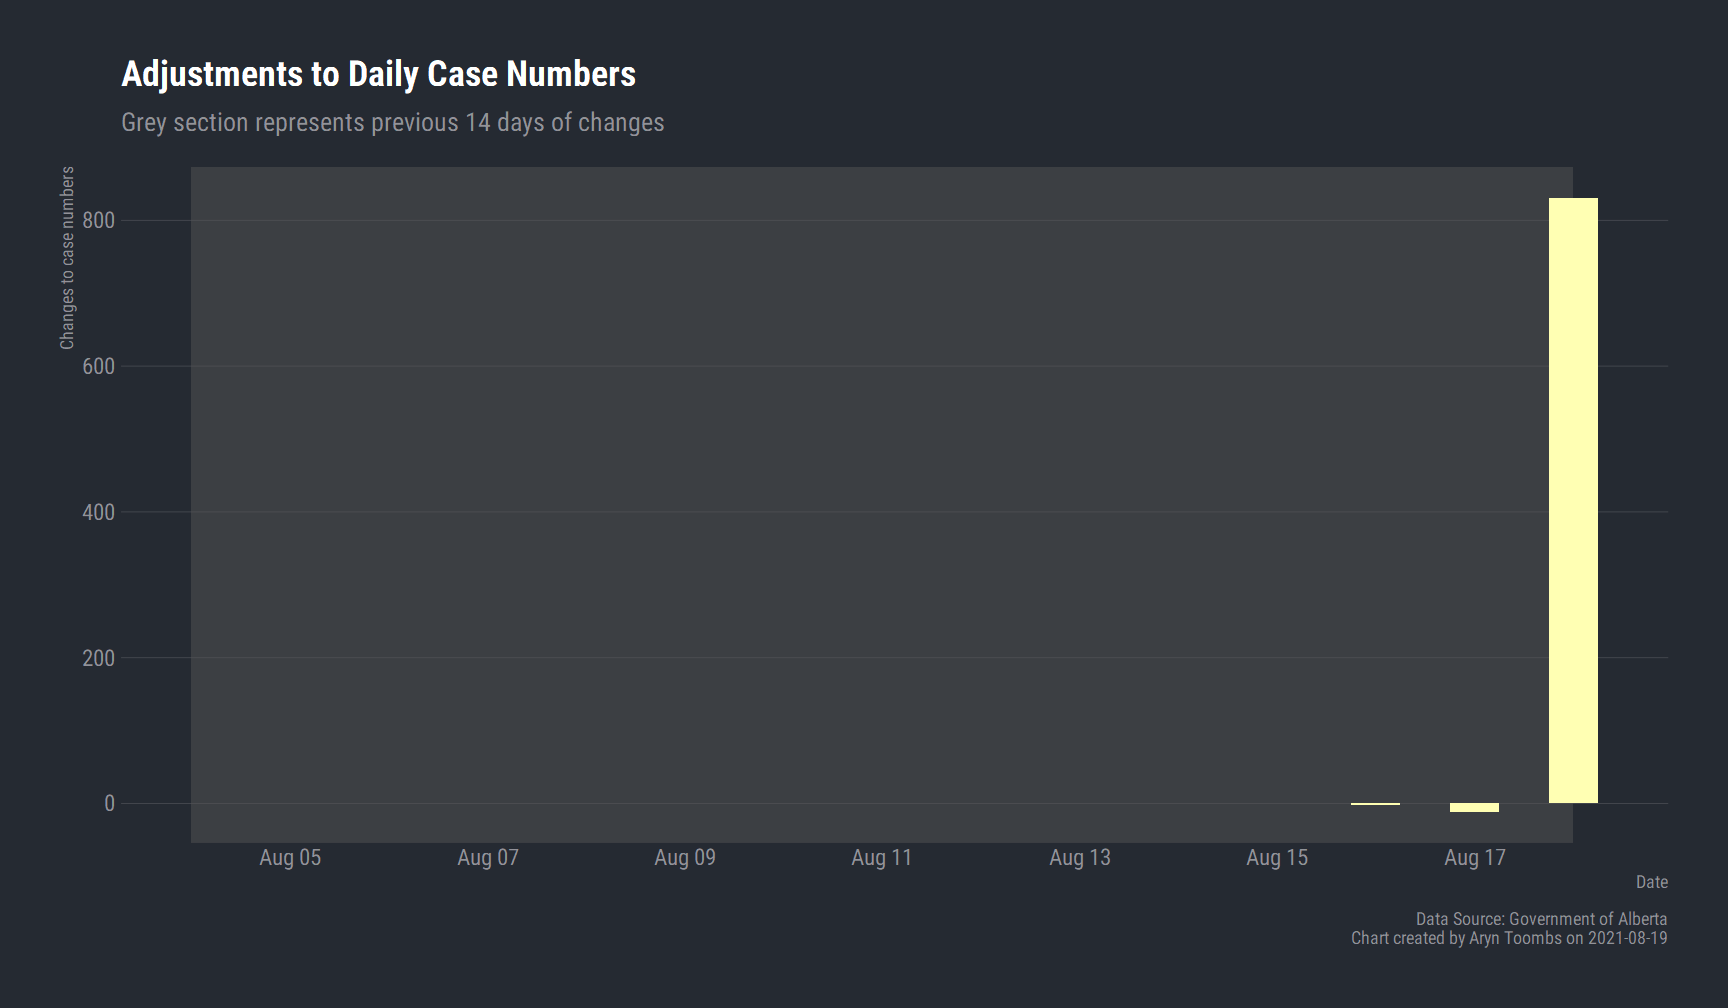 Adjustments to Daily Case Numbers
Grey section represents previous 14 days of changes
Changes to case numbers
800
600
400
200
0
Aug 05
Aug 07
Aug 09
Aug 11
Aug 13
Aug 15
Aug 17
Date
Data Source: Government of Alberta
Chart created by Aryn Toombs on 2021-08-19